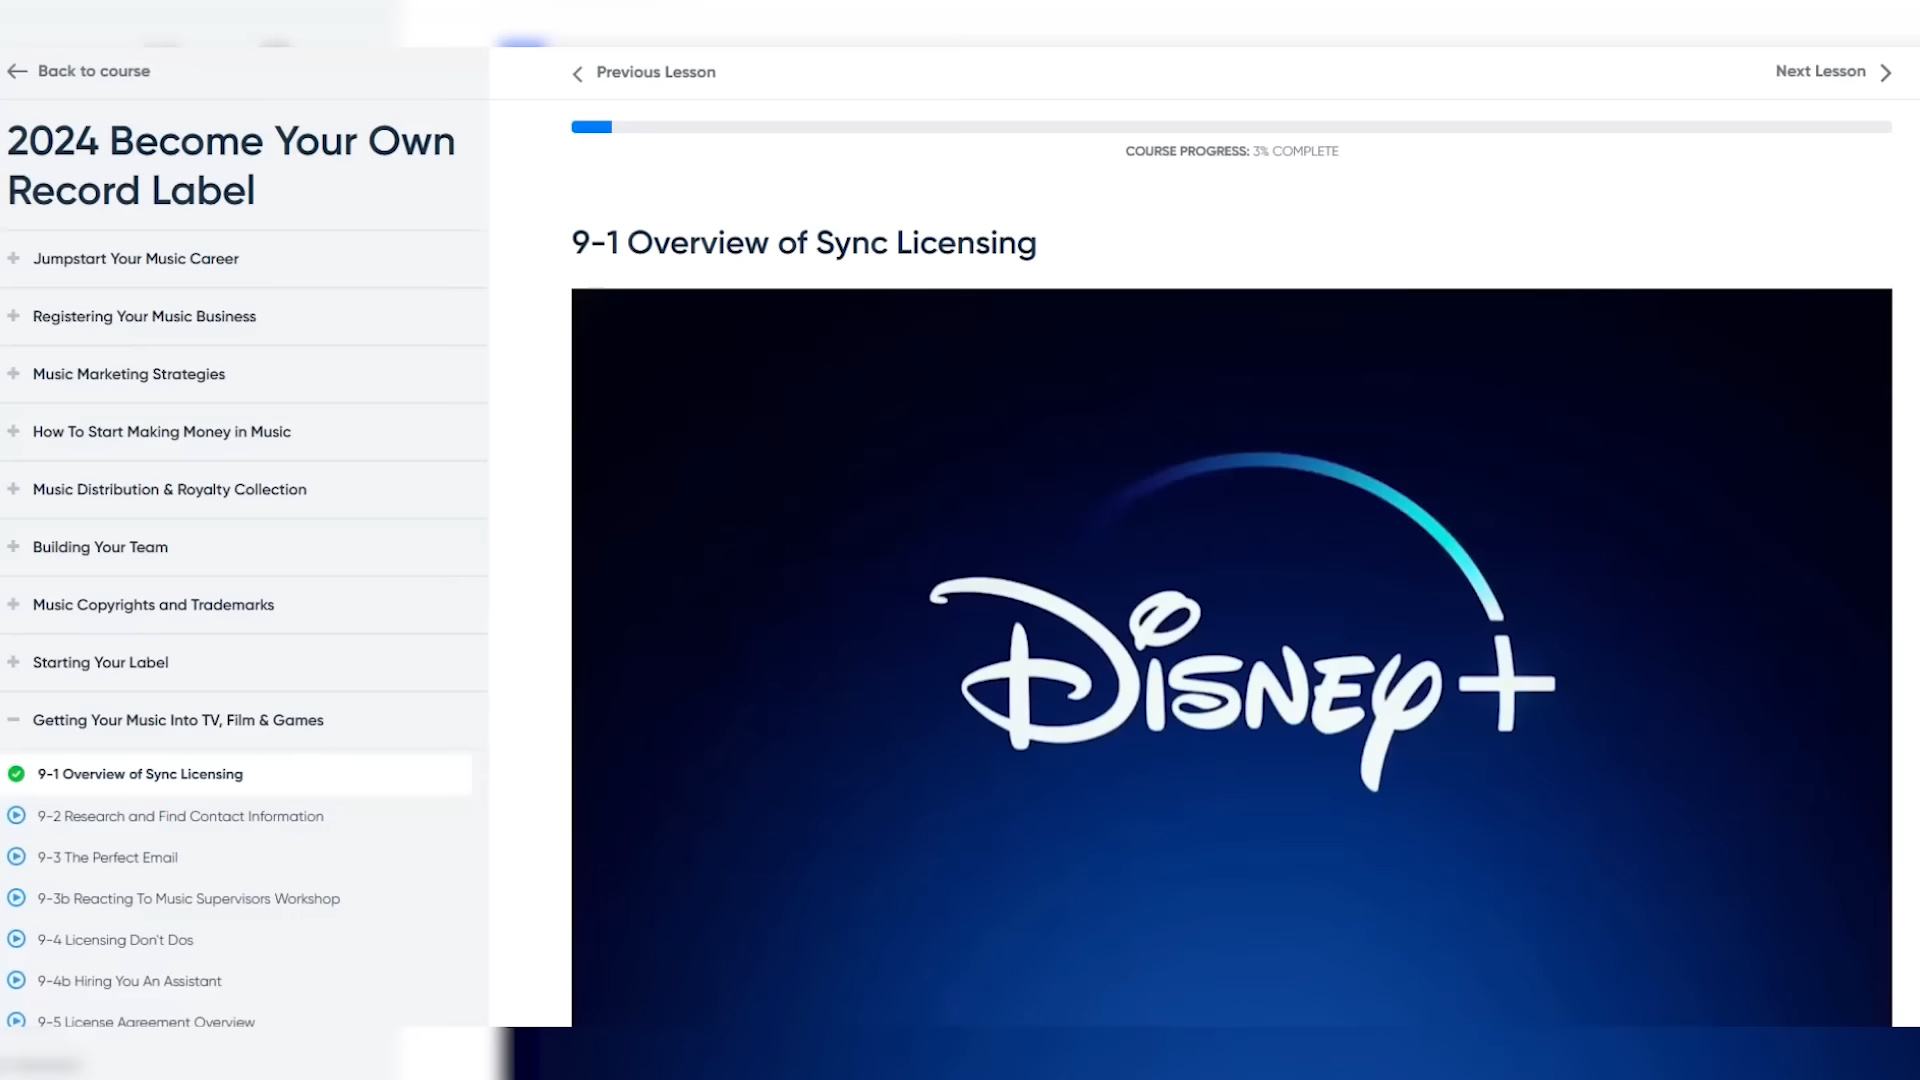 Back to course
2024 Become Your Own
Record Label
Jumpstart Your Music Career
Registering Your Music Business
Music Marketing Strategies
How To Start Making Money in Music
Music Distribution & Royalty Collection
Building Your Team
Music Copyrights and Trademarks
Starting Your Label
Getting Your Music Into TV, Film & Games
9-1 Overview of Sync Licensing
9-2 Research and Find Contact Information
9-3 The Perfect Email
9-3b Reacting To Music Supervisors Workshop
9-4 Licensing Don't Dos
9-4b Hiring You An Assistant
9-5 License Agreement Overview
Previous Lesson
Next Lesson
COURSE PROGRESS: 3% COMPLETE
9-1 Overview of Sync Licensing
Disney+